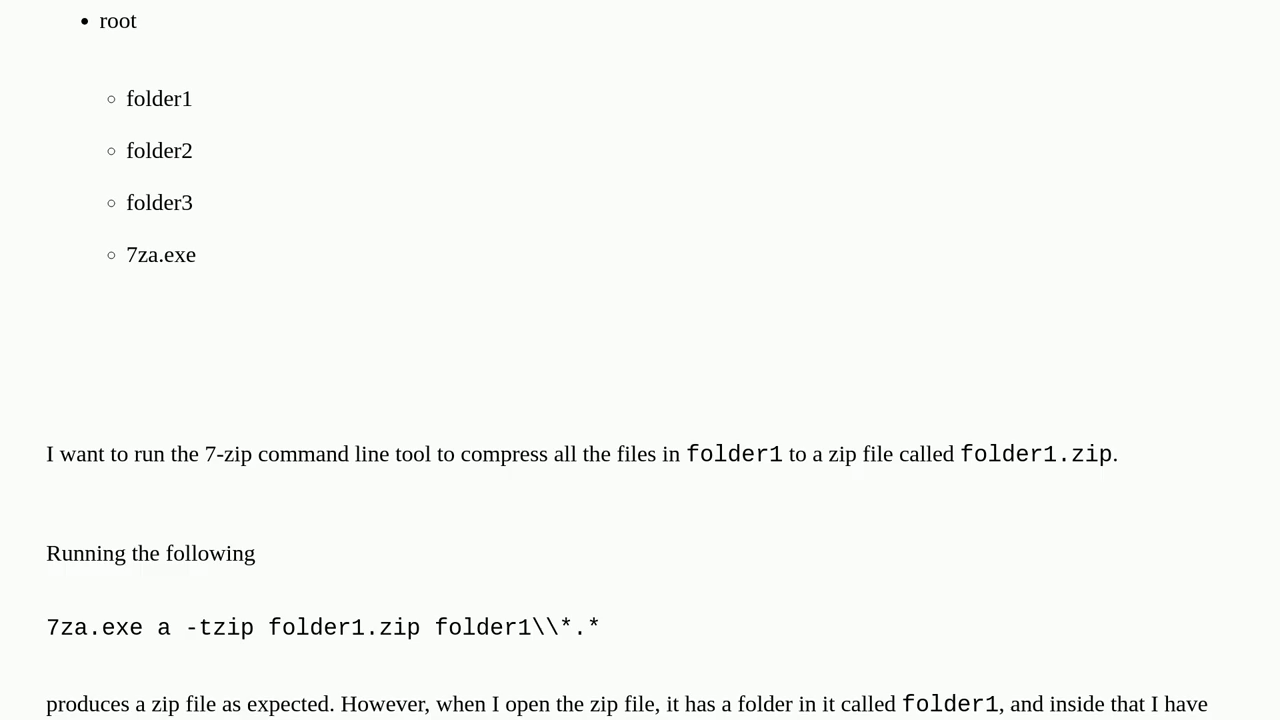 root
folder1
folder2
folder3
7za.exe
I want to run the 7-zip command line tool to compress all the files in folder1 to a zip file called folder1.zip.
Running the following
7za.exe a -tzip folder1.zip folder1\\*.*
produces a zip file as expected. However, when I open the zip file, it has a folder in it called folder1, and inside that I have